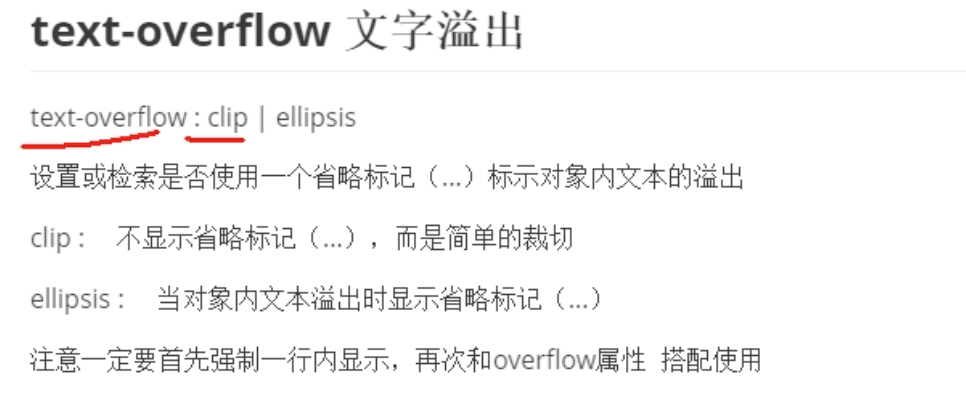 text-overflow 文字溢出
text-overflow : clip | ellipsis
设置或检索是否使用一个省略标记（...）标示对象内文本的溢出
clip： 不显示省略标记（...），而是简单的裁切
ellipsis： 当对象内文本溢出时显示省略标记（...）
注意一定要首先强制一行内显示，再次和overflow属性 搭配使用